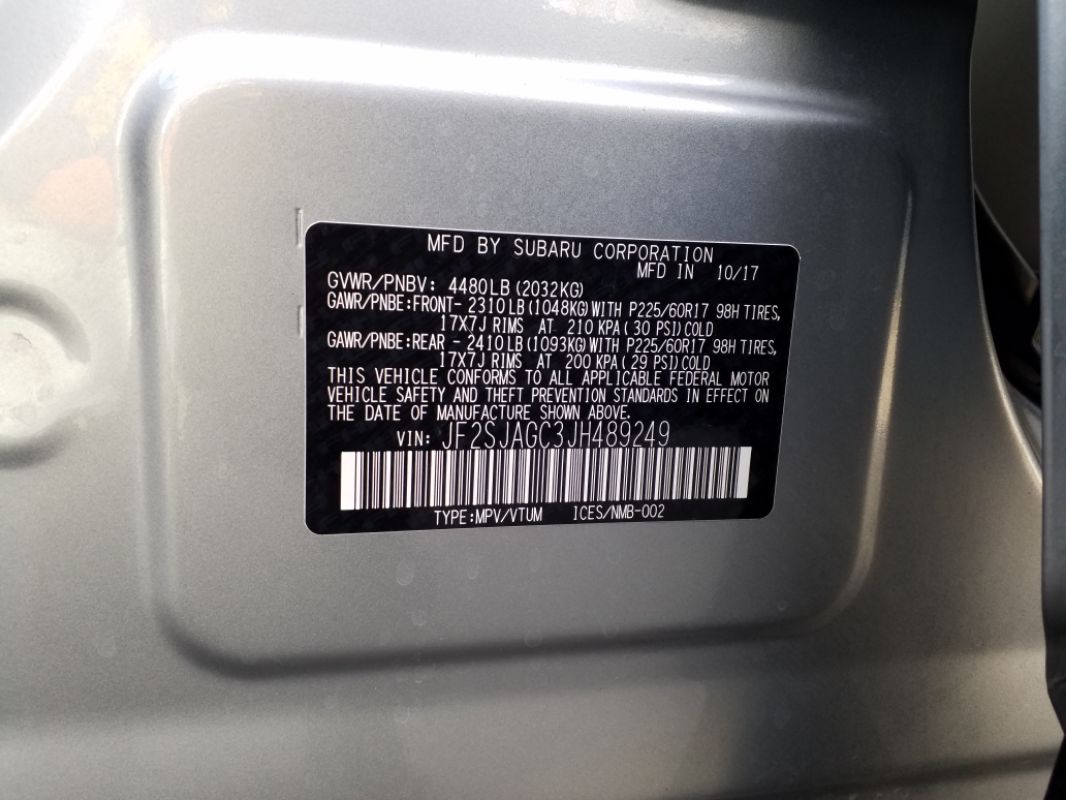 MFD BY SUBARU CORPORATION
MFD IN 10/17
GVWR/PNBV: 4480LB(2032KG)
GAWR/PNBE:FRONT- 2310LB(1048KG)WITH P225/60R17 98H TIRES,
17X7J RIMS AT 210 KPA( 30 PSI)COLD
GAWR/PNBE:REAR - 2410LB(1093KG)WITH P225/60R17 98H TIRES,
17X7J RIMS AT 200 KPA( 29 PSI)COLD
THIS VEHICLE CONFORMS TO ALL APPLICABLE FEDERAL MOTOR
VEHICLE SAFETY AND THEFT PREVENTION STANDARDS IN EFFECT ON
THE DATE OF MANUFACTURE SHOWN ABOVE.
VIN: JF2SJAGC3JH489249
TYPE:MPV/VTUM ICES/NMB-002